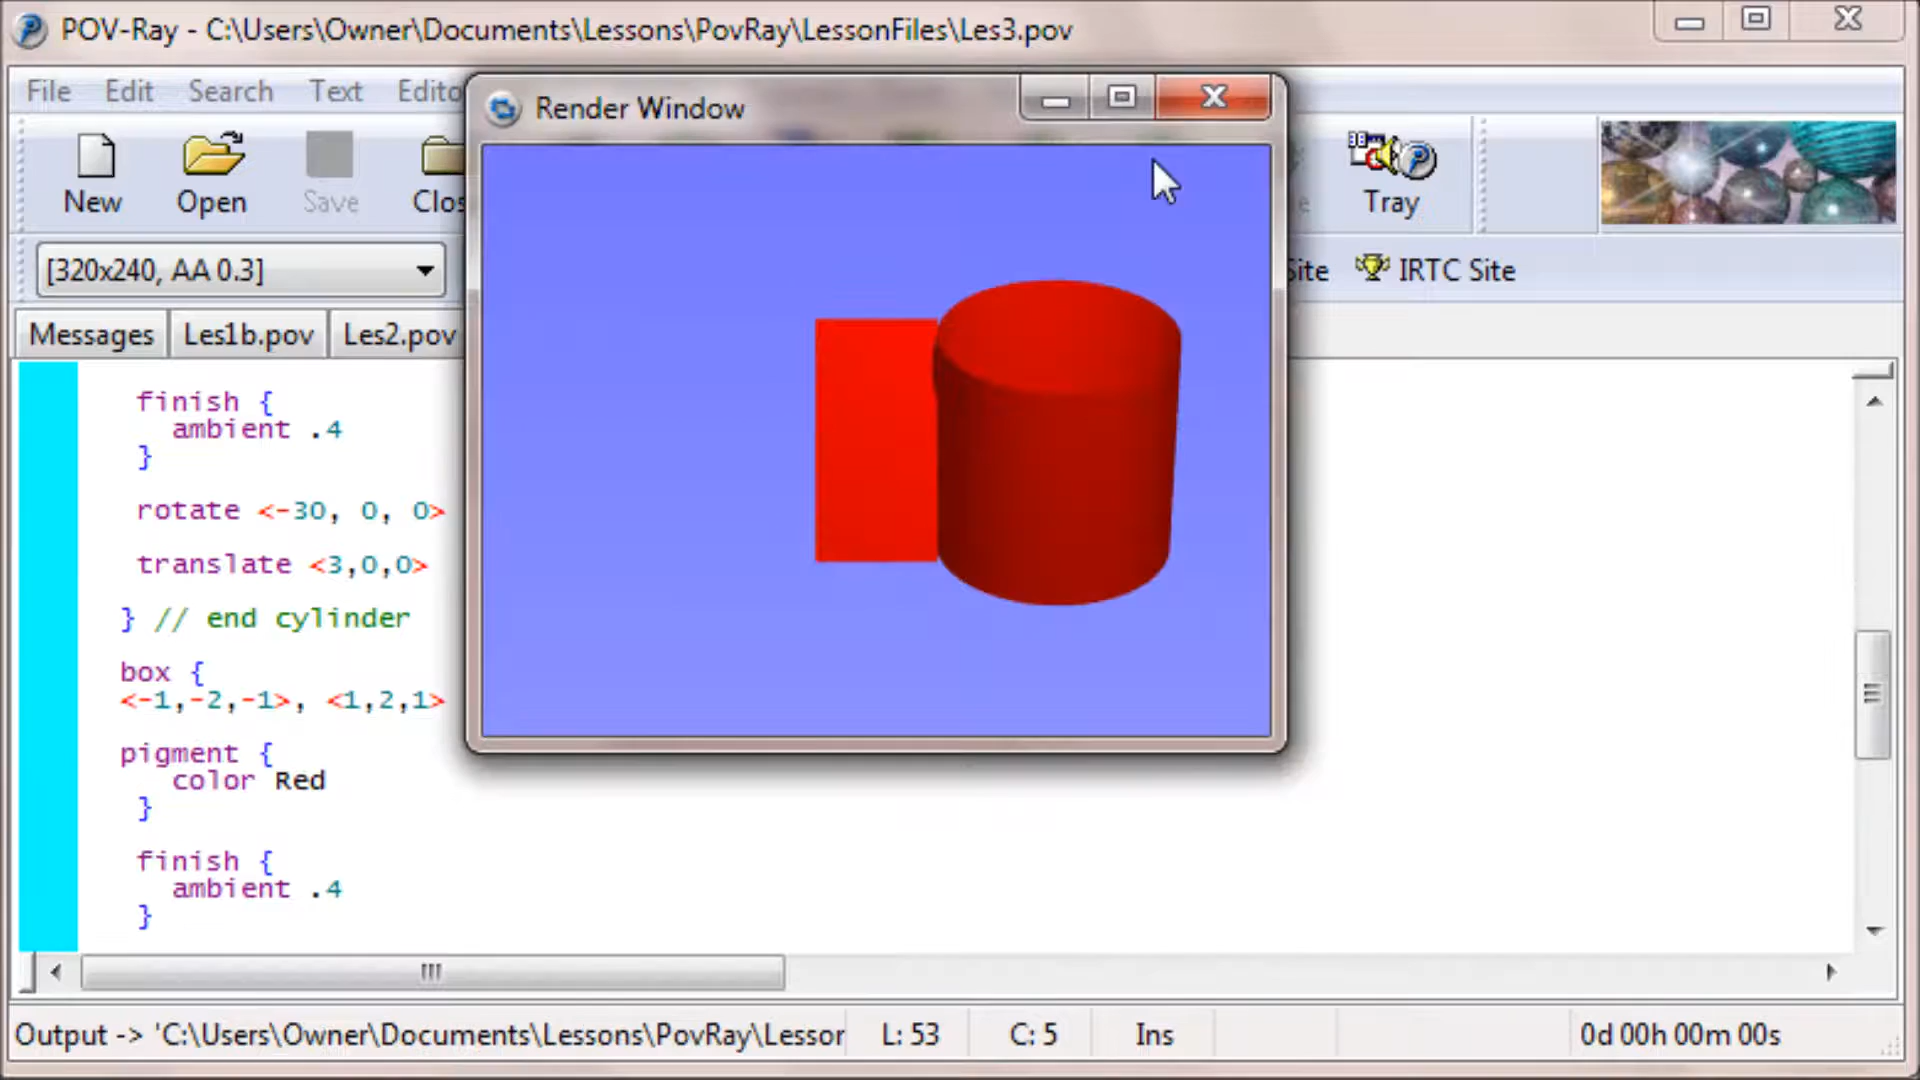 POV-Ray - C:\Users\Owner\Documents\Lessons\PovRay\LessonFiles\Les3.pov
File Edit Search Text Edito
Render Window
New Open Save Clos
Tray
[320x240, AA 0.3]
Site IRTC Site
Messages Les1b.pov Les2.pov
finish {
ambient .4
}
rotate <-30, 0, 0>
translate <3,0,0>
} // end cylinder
box {
<-1,-2,-1>, <1,2,1>
pigment {
color Red
}
finish {
ambient .4
}
Output -> 'C:\Users\Owner\Documents\Lessons\PovRay\Lessor L: 53 C: 5 Ins 0d 00h 00m 00s